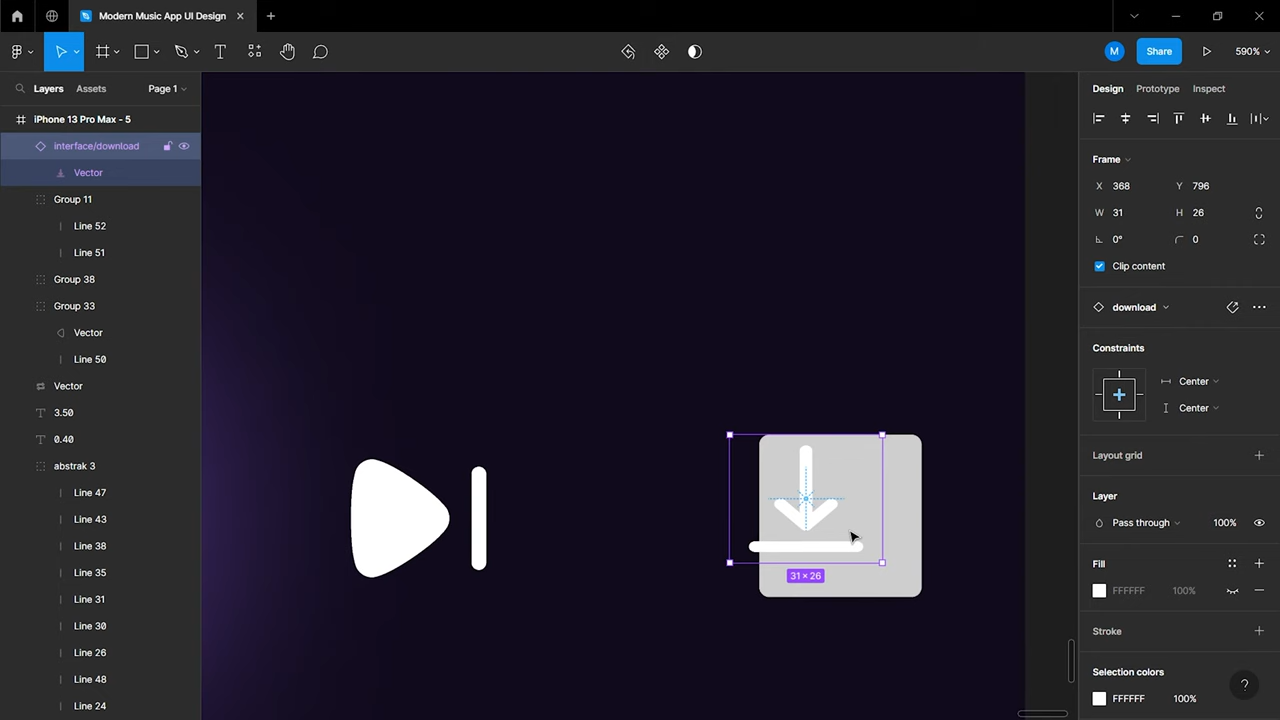 Modern Music App UI Design
M
Share
590%
Layers
Assets
Page 1
Design
Prototype
Inspect
iPhone 13 Pro Max - 5
interface/download
Vector
Group 11
Line 52
Line 51
Group 38
Group 33
Vector
Line 50
Vector
3.50
0.40
abstrak 3
Line 47
Line 43
Line 38
Line 35
Line 31
Line 30
Line 26
Line 48
Line 24
31 × 26
Frame
X 368
Y 796
W 31
H 26
0°
0
Clip content
download
Constraints
Center
Center
Layout grid
Layer
Pass through
100%
Fill
FFFFFF
100%
Stroke
Selection colors
FFFFFF
100%
?